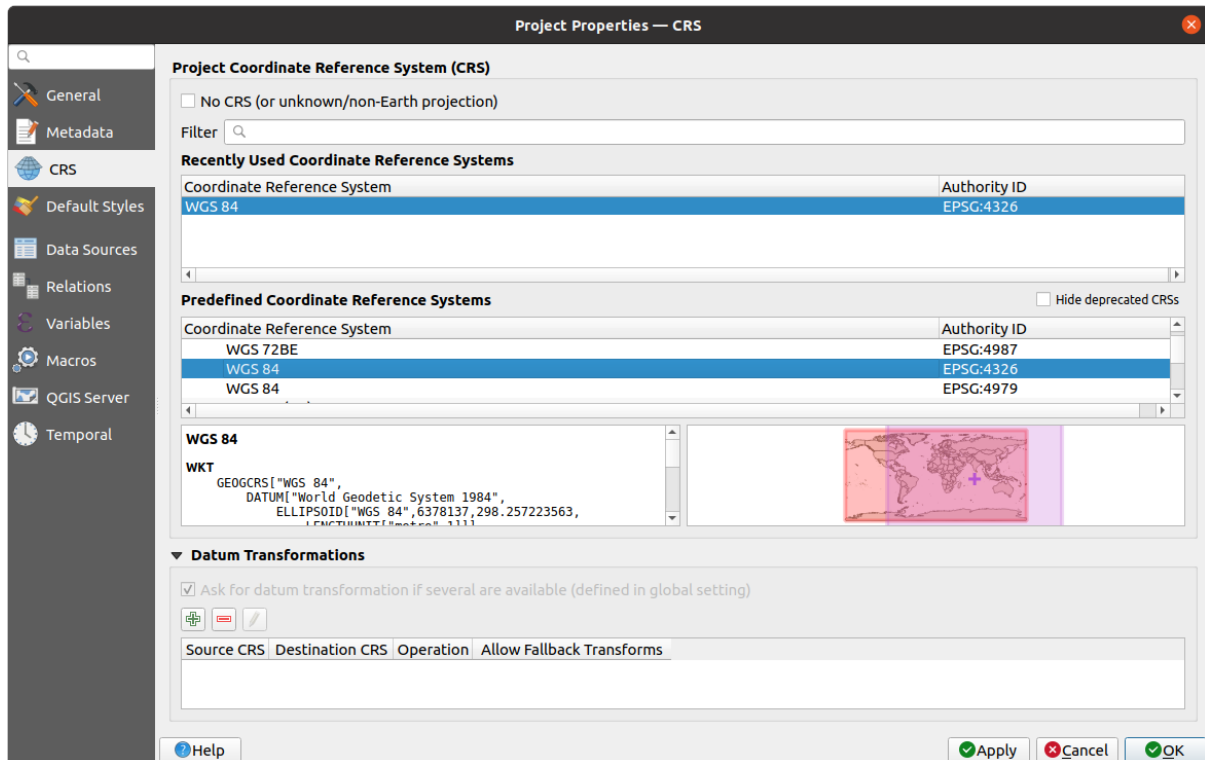 Project Properties — CRS
General
Metadata
CRS
Default Styles
Data Sources
Relations
Variables
Macros
QGIS Server
Temporal
Project Coordinate Reference System (CRS)
No CRS (or unknown/non-Earth projection)
Filter
Recently Used Coordinate Reference Systems
Coordinate Reference System Authority ID
WGS 84 EPSG:4326
Predefined Coordinate Reference Systems Hide deprecated CRSs
Coordinate Reference System Authority ID
WGS 72BE EPSG:4987
WGS 84 EPSG:4326
WGS 84 EPSG:4979
WGS 84
WKT
GEOGCRS["WGS 84",
DATUM["World Geodetic System 1984",
ELLIPSOID["WGS 84",6378137,298.257223563,
LENGTHUNIT["metre",1]]],
Datum Transformations
Ask for datum transformation if several are available (defined in global setting)
Source CRS Destination CRS Operation Allow Fallback Transforms
Help Apply Cancel OK